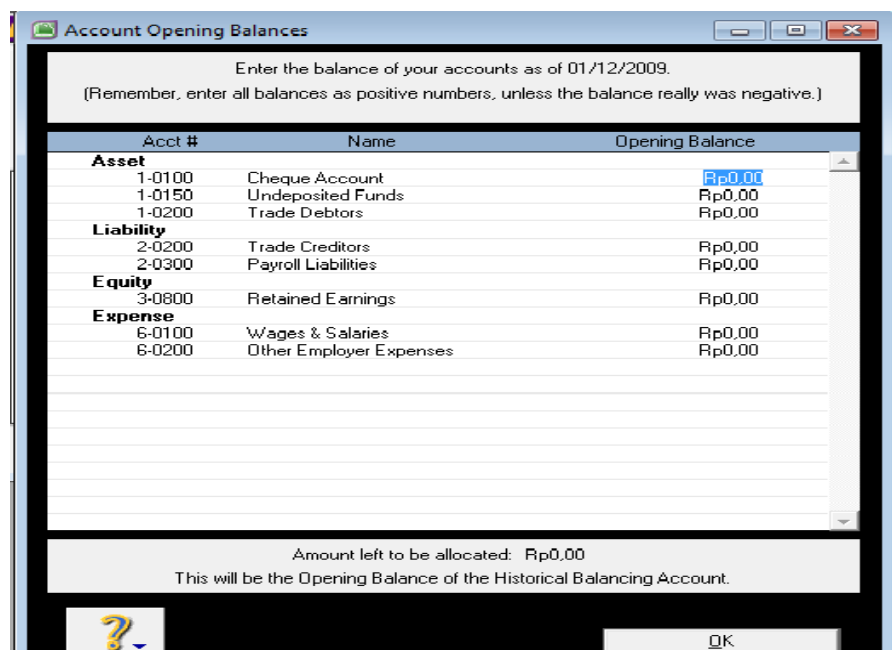 Account Opening Balances
Enter the balance of your accounts as of 01/12/2009.
(Remember, enter all balances as positive numbers, unless the balance really was negative.)
Acct # Name Opening Balance
Asset
1-0100 Cheque Account Rp0,00
1-0150 Undeposited Funds Rp0,00
1-0200 Trade Debtors Rp0,00
Liability
2-0200 Trade Creditors Rp0,00
2-0300 Payroll Liabilities Rp0,00
Equity
3-0800 Retained Earnings Rp0,00
Expense
6-0100 Wages & Salaries Rp0,00
6-0200 Other Employer Expenses Rp0,00
Amount left to be allocated: Rp0,00
This will be the Opening Balance of the Historical Balancing Account.
?
OK